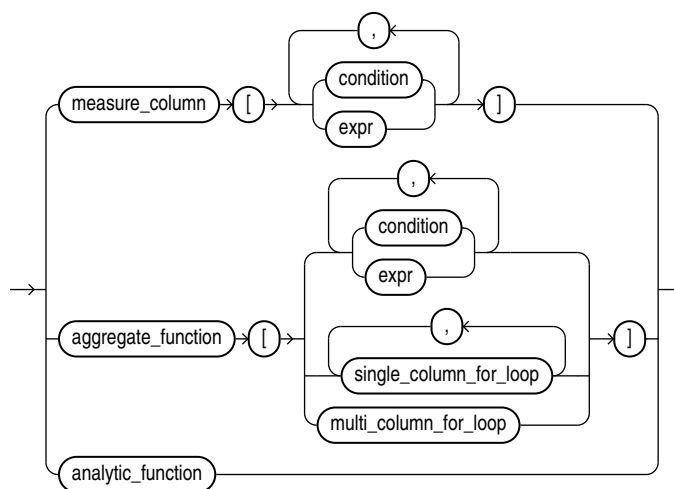 ,
condition
measure_column [ ]
expr
,
condition
expr
,
aggregate_function [ ]
single_column_for_loop
multi_column_for_loop
analytic_function